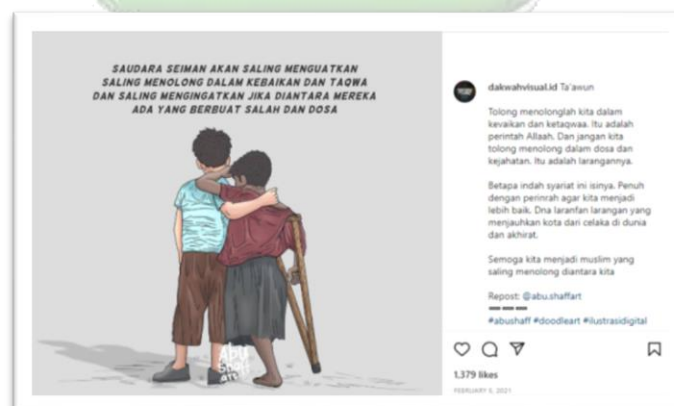 SAUDARA SEIMAN AKAN SALING MENGUATKAN
SALING MENOLONG DALAM KEBAIKAN DAN TAQWA
DAN SALING MENGINGATKAN JIKA DIANTARA MEREKA
ADA YANG BERBUAT SALAH DAN DOSA
Abu
Shaff
art
dakwahvisual.id Ta'awun
Tolong menolonglah kita dalam
kevaikan dan ketaqwaa. Itu adalah
perintah Allaah. Dan jangan kita
tolong menolong dalam dosa dan
kejahatan. Itu adalah larangannya.
Betapa indah syariat ini isinya. Penuh
dengan perinrah agar kita menjadi
lebih baik. Dna laranfan larangan yang
menjauhkan kota dari celaka di dunia
dan akhirat.
Semoga kita menjadi muslim yang
saling menolong diantara kita
Repost: @abu.shaffart
#abushaff #doodleart #ilustrasidigital
1,379 likes
FEBRUARY 5, 2021